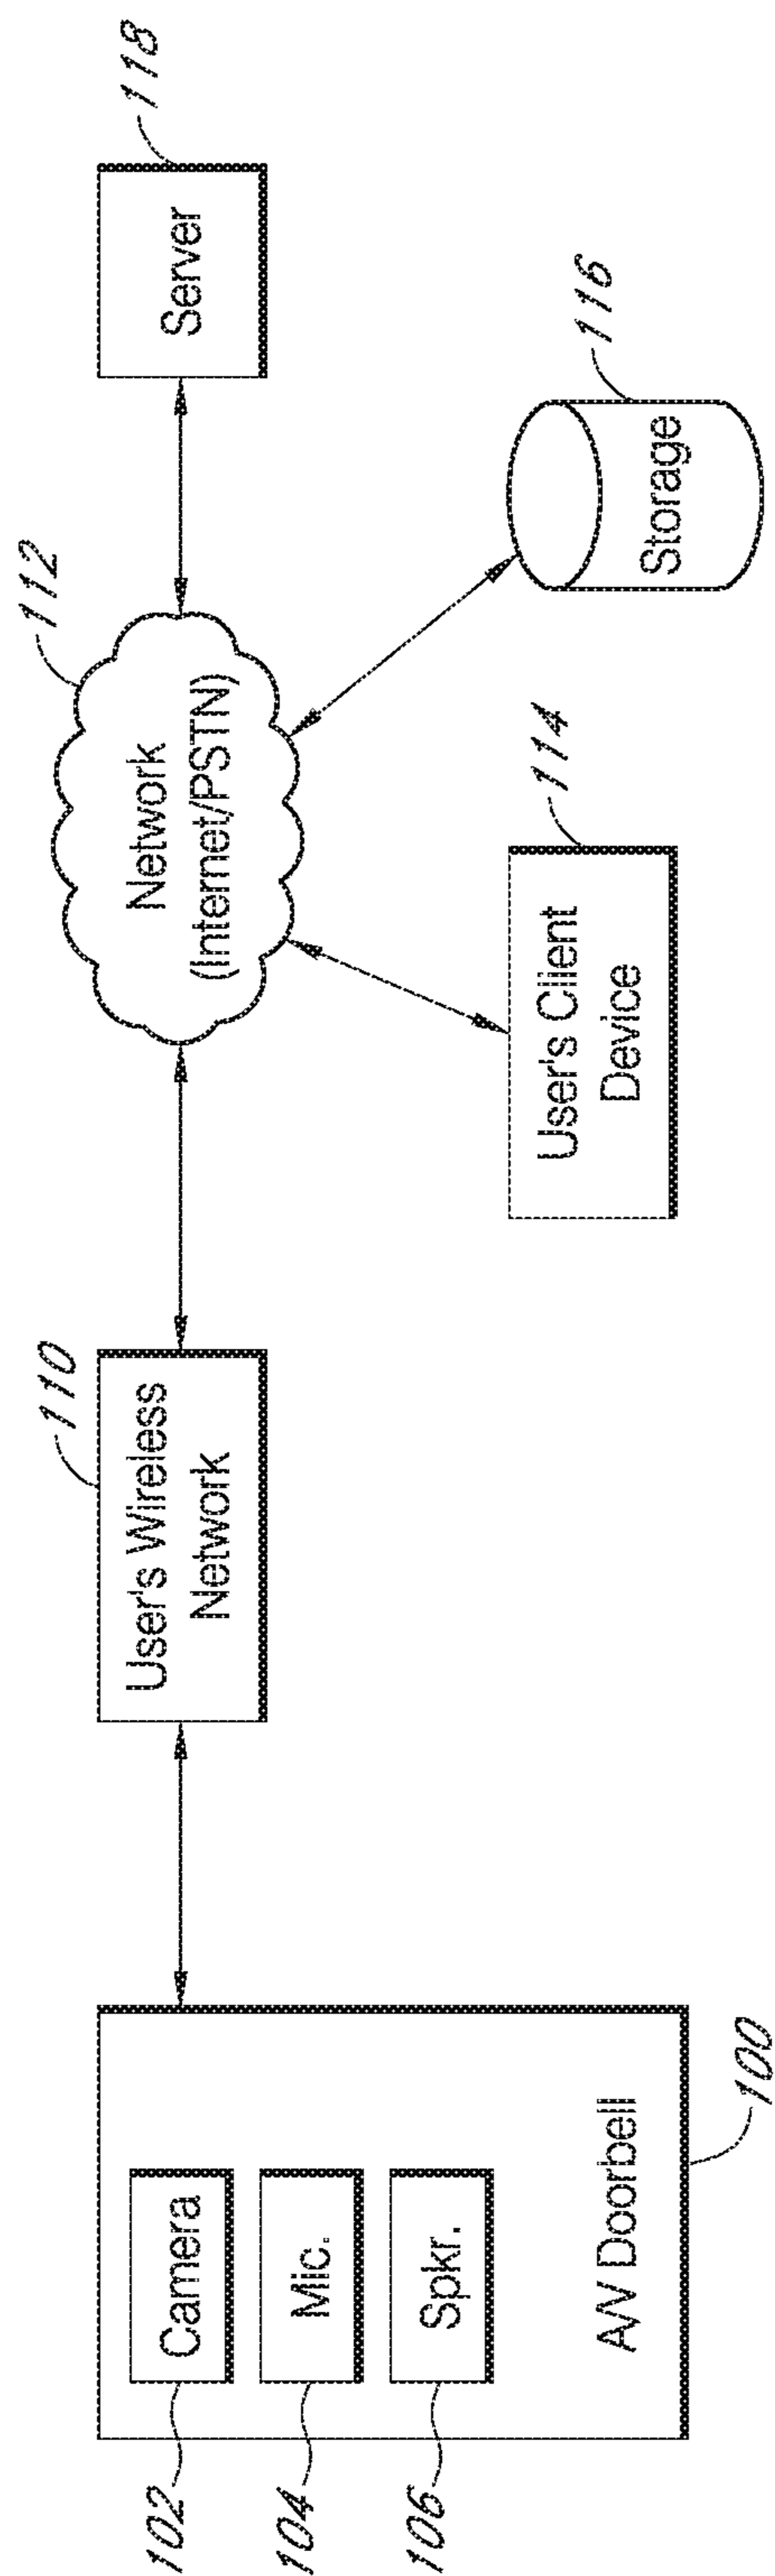 102
Camera
104
Mic.
106
Spkr.
A/V Doorbell
100
110
User's Wireless
Network
112
Network
(Internet/PSTN)
118
Server
114
User's Client
Device
116
Storage